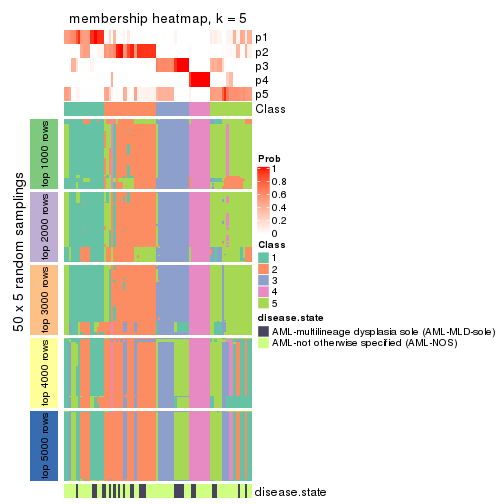 membership heatmap, k = 5
p1
p2
p3
p4
p5
Class
50 x 5 random samplings
top 1000 rows
top 2000 rows
top 3000 rows
top 4000 rows
top 5000 rows
disease.state
Prob
1
0.8
0.6
0.4
0.2
0
Class
1
2
3
4
5
disease.state
AML-multilineage dysplasia sole (AML-MLD-sole)
AML-not otherwise specified (AML-NOS)